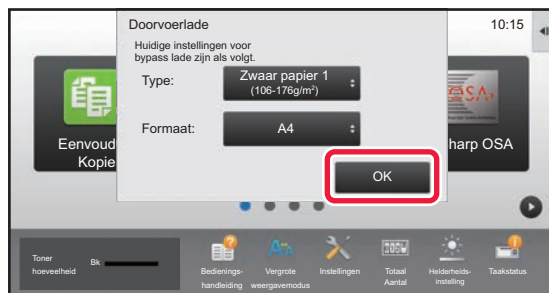 Doorvoerlade
10:15
Huidige instellingen voor
bypass lade zijn als volgt.
Type:
Zwaar papier 1
(106-176g/m²)
Formaat:
A4
OK
Eenvoud
Kopie
OSA
harp OSA
Toner
hoeveelheid
Bk
Bedienings-
handleiding
Vergrote
weergavemodus
Instellingen
Totaal
Aantal
Helderheids-
instelling
Taakstatus